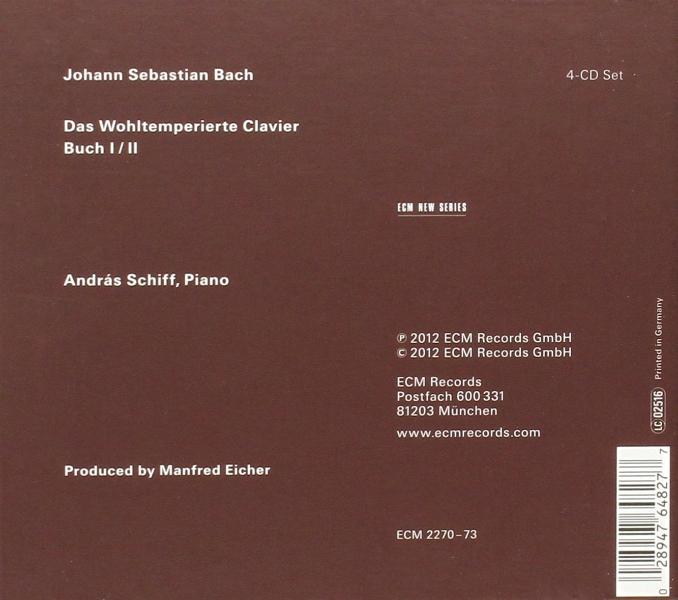 Johann Sebastian Bach
4-CD Set
Das Wohltemperierte Clavier
Buch I / II
ECM NEW SERIES
András Schiff, Piano
℗ 2012 ECM Records GmbH
© 2012 ECM Records GmbH
ECM Records
Postfach 600 331
81203 München
www.ecmrecords.com
Produced by Manfred Eicher
ECM 2270–73
Printed in Germany
LC 02516
0 28947 64827 7